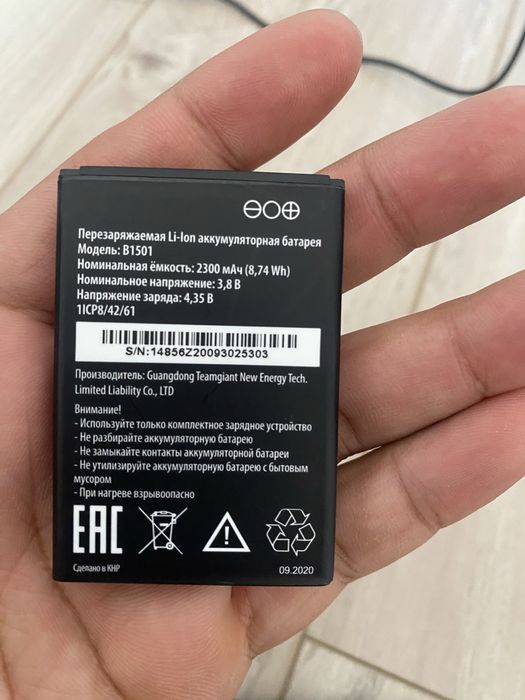 Перезаряжаемая Li-Ion аккумуляторная батарея
Модель: B1501
Номинальная ёмкость: 2300 мАч (8,74 Wh)
Номинальное напряжение: 3,8 В
Напряжение заряда: 4,35 В
1ICP8/42/61
S/N:14856Z20093025303
Производитель: Guangdong Teamgiant New Energy Tech.
Limited Liability Co., LTD
Внимание!
- Используйте только комплектное зарядное устройство
- Не разбирайте аккумуляторную батарею
- Не замыкайте контакты аккумуляторной батареи
- Не утилизируйте аккумуляторную батарею с бытовым
мусором
- При нагреве взрывоопасно
EAC
Сделано в КНР
09.2020